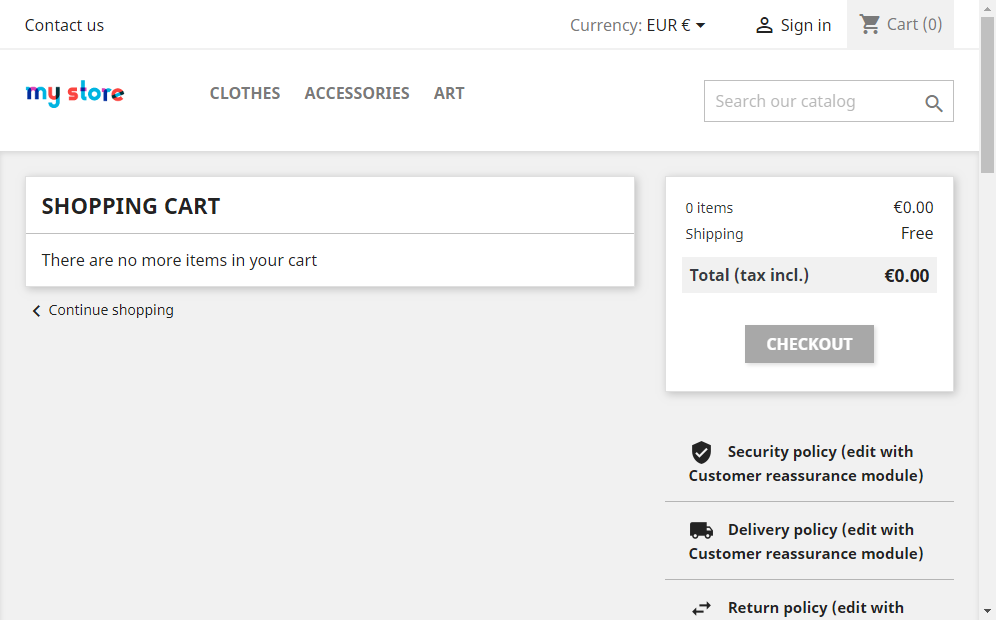 Contact us
Currency: EUR €
Sign in
Cart (0)
my store
CLOTHES
ACCESSORIES
ART
Search our catalog
SHOPPING CART
There are no more items in your cart
Continue shopping
0 items €0.00
Shipping Free
Total (tax incl.) €0.00
CHECKOUT
Security policy (edit with
Customer reassurance module)
Delivery policy (edit with
Customer reassurance module)
Return policy (edit with